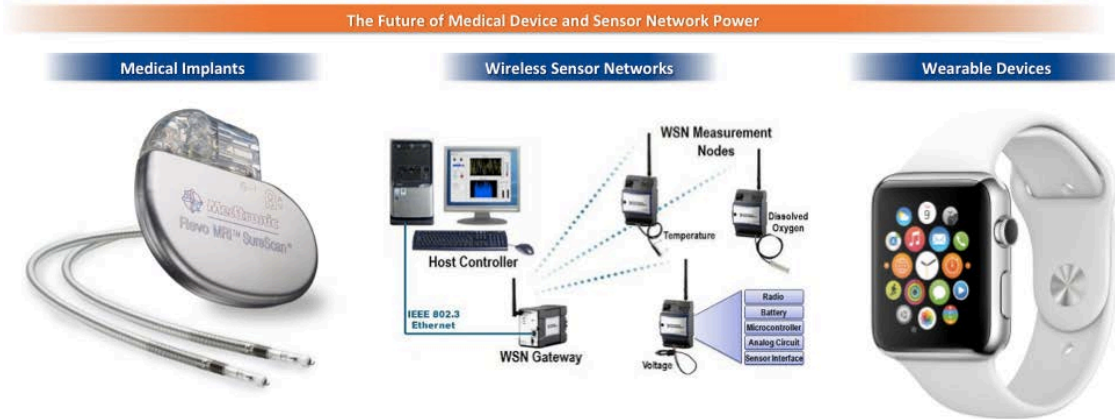 The Future of Medical Device and Sensor Network Power
Medical Implants
Wireless Sensor Networks
Wearable Devices
Medtronic
MRI™ SureScan®
WSN Measurement
Nodes
Temperature
Dissolved
Oxygen
Host Controller
IEEE 802.3
Ethernet
WSN Gateway
Voltage
Radio
Battery
Microcontroller
Analog Circuit
Sensor Interface
9